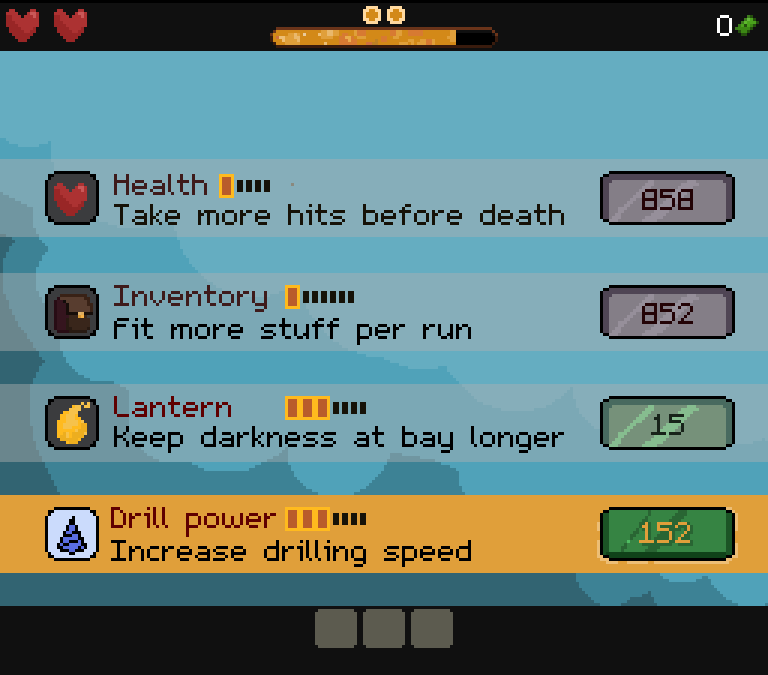 0
Health
858
Take more hits before death
Inventory
852
Fit more stuff per run
Lantern
15
Keep darkness at bay longer
Drill power
152
Increase drilling speed